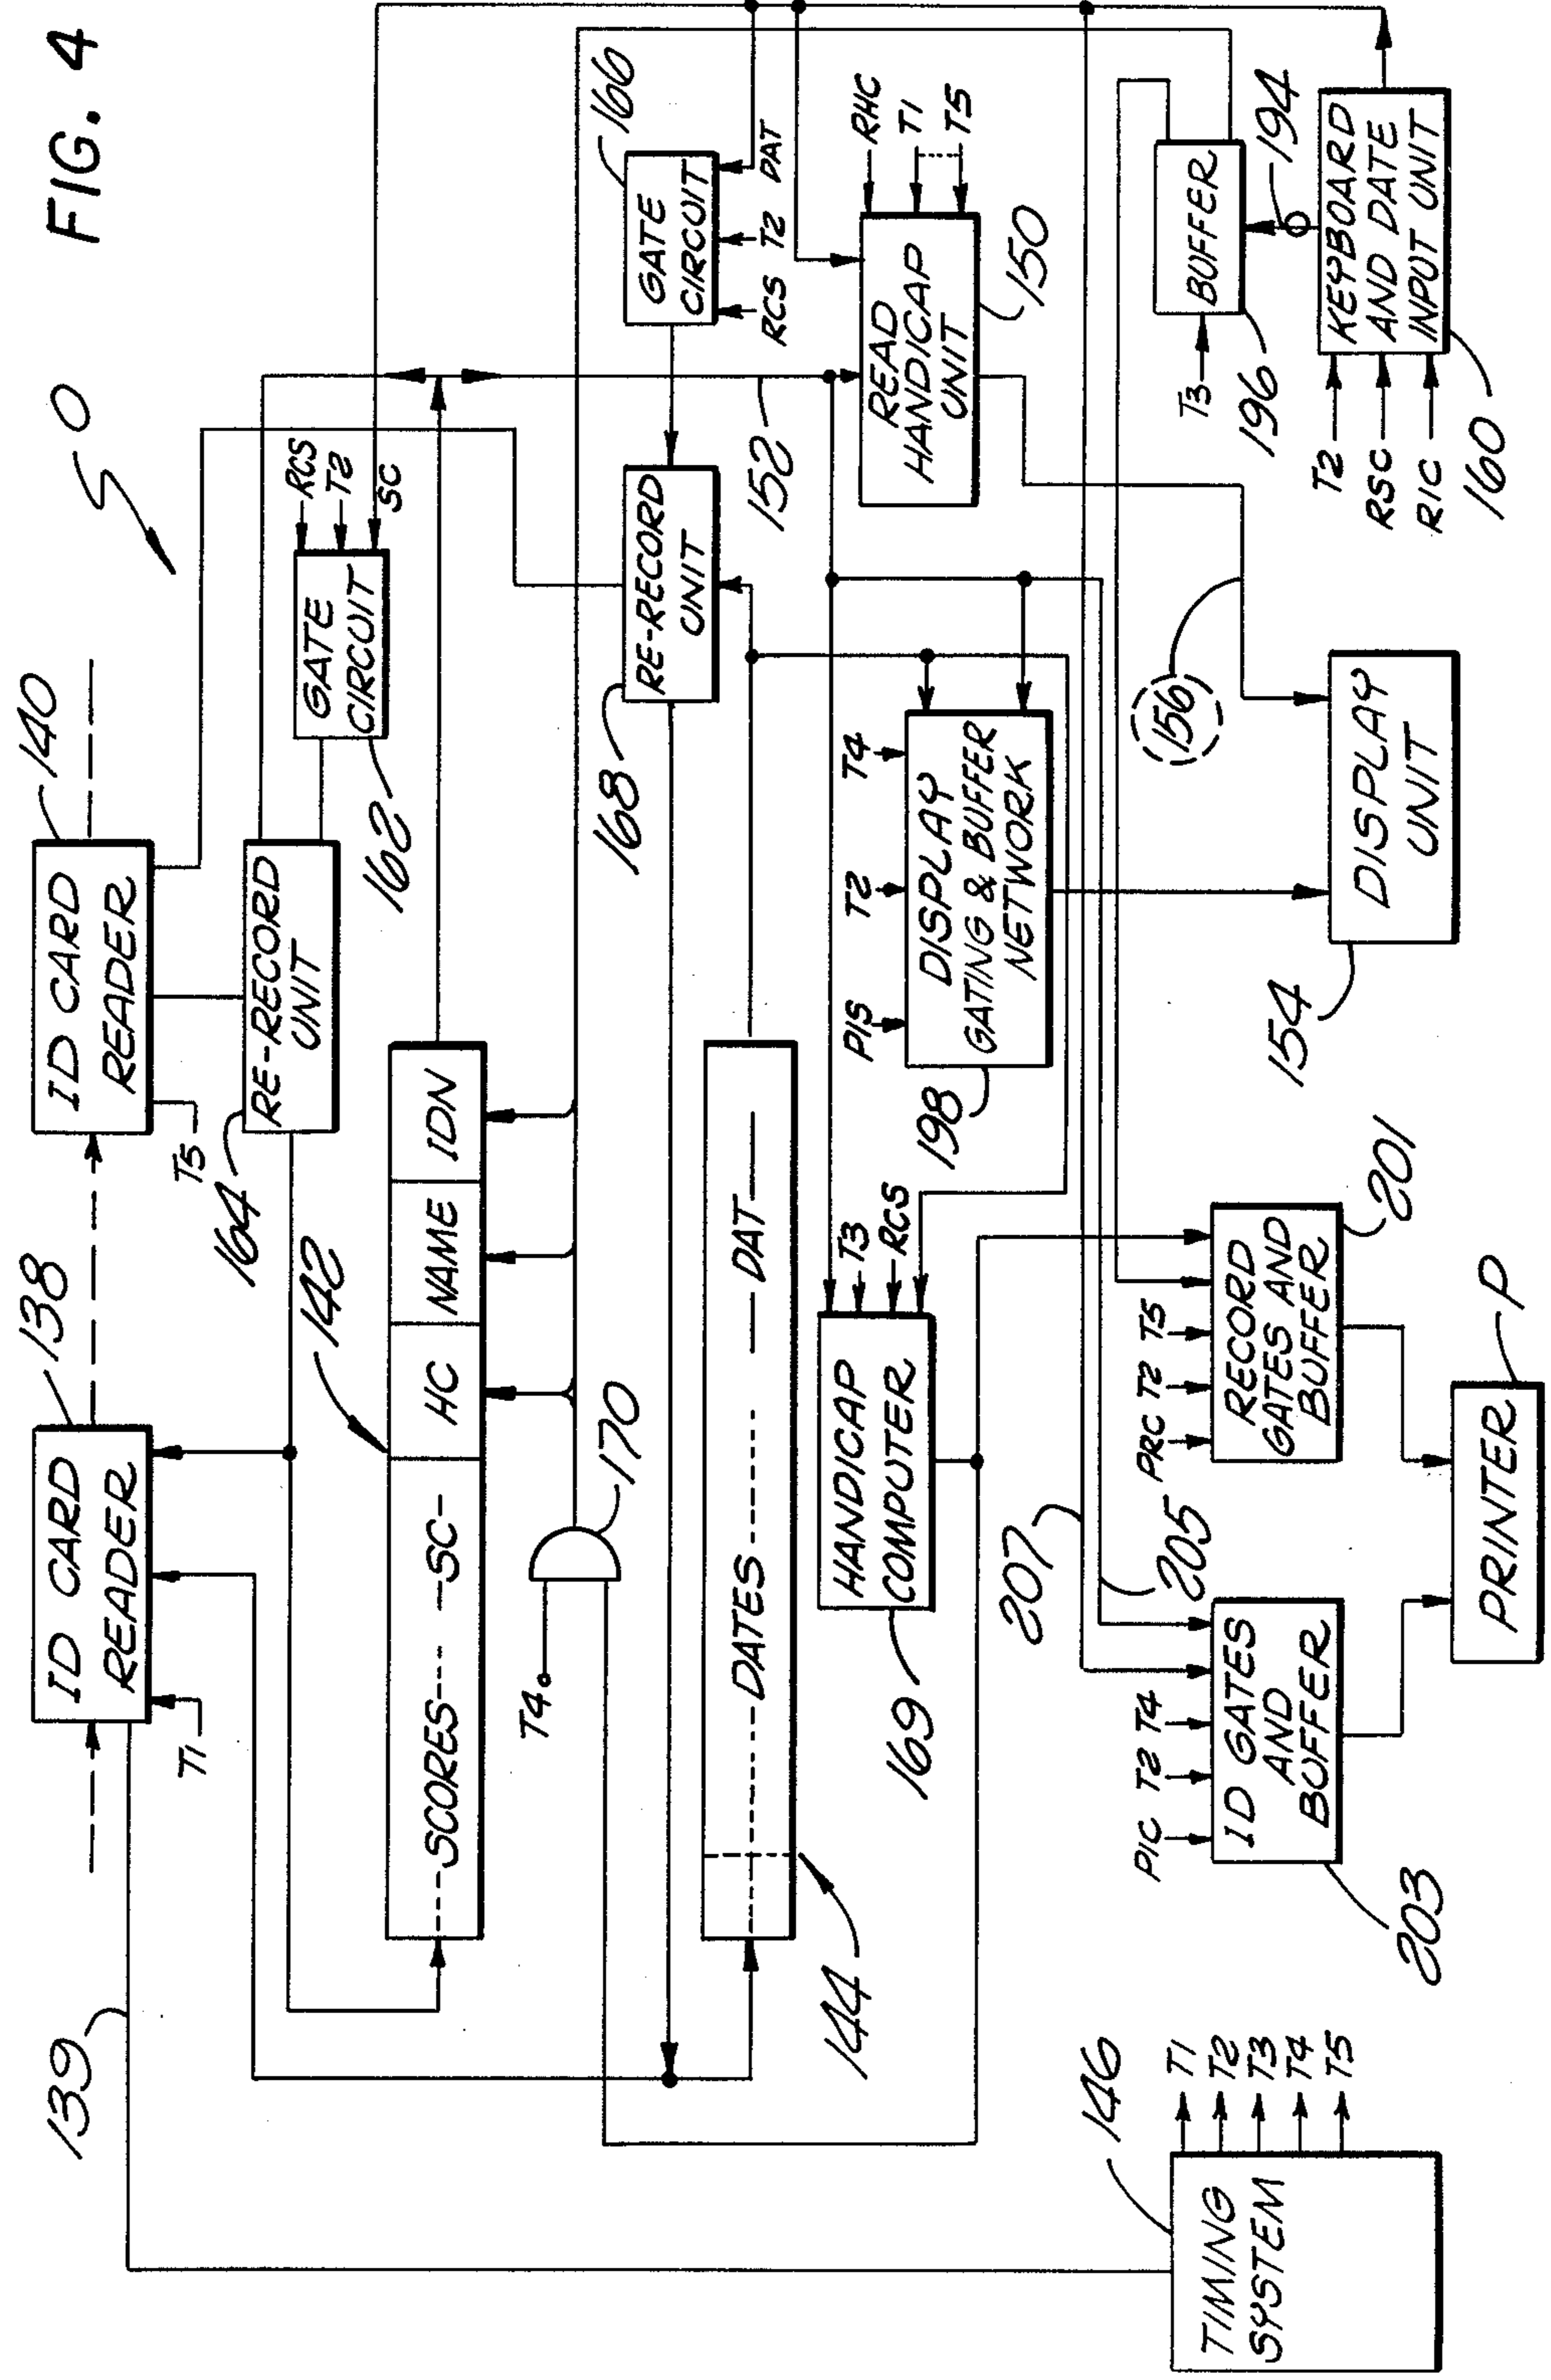 FIG. 4
O
138
140
ID CARD
READER
ID CARD
READER
T1
T5
139
164
RE-RECORD
UNIT
GATE
CIRCUIT
RCS
T2
SC
162
142
SCORES
SC
HC
NAME
IDN
T4
170
168
RE-RECORD
UNIT
GATE
CIRCUIT
166
RCS
T2
DAT
144
DATES
DAT
152
HANDICAP
COMPUTER
T3
RCS
169
PIS
T2
T4
DISPLAY
GATING & BUFFER
NETWORK
198
READ
HANDICAP
UNIT
RHC
T1
T5
150
207
205
156
146
TIMING
SYSTEM
T1
T2
T3
T4
T5
PIC
T2
T4
ID GATES
AND
BUFFER
203
PRC
T2
T5
RECORD
GATES AND
BUFFER
201
PRINTER
P
154
DISPLAY
UNIT
T3
BUFFER
196
194
T2
RSC
RIC
KEYBOARD
AND DATE
INPUT UNIT
160